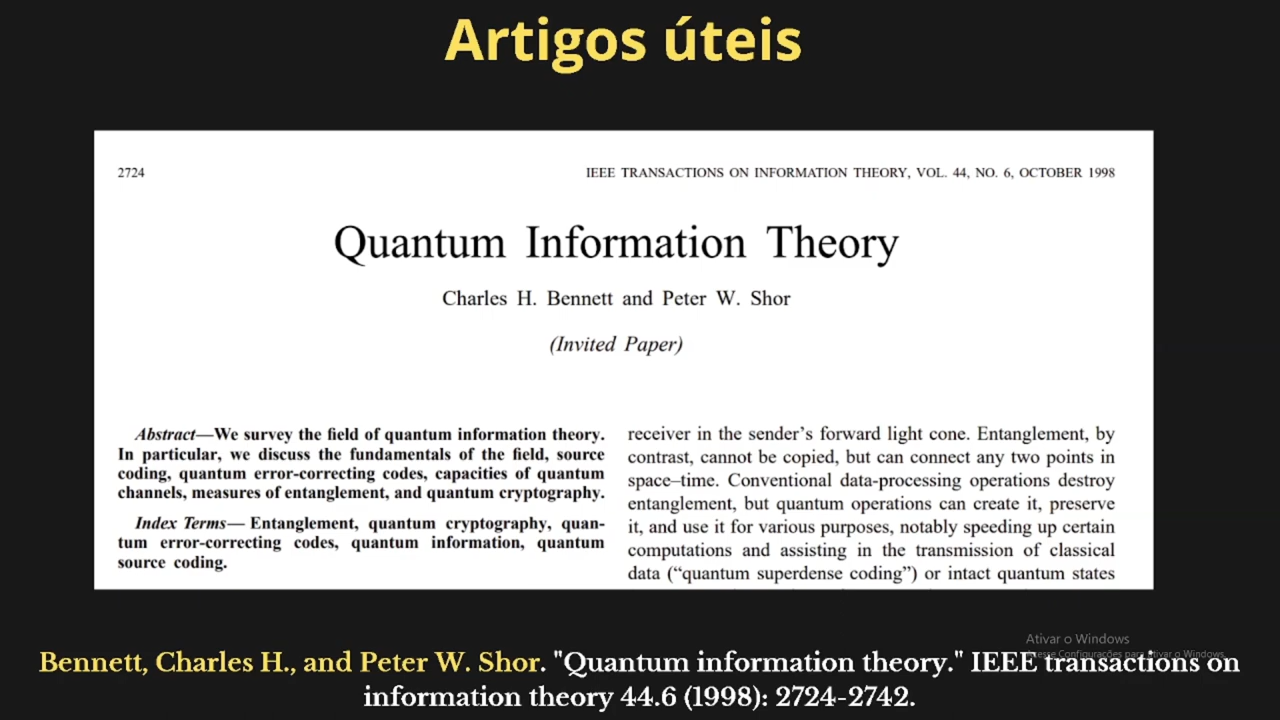 Artigos úteis
2724
IEEE TRANSACTIONS ON INFORMATION THEORY, VOL. 44, NO. 6, OCTOBER 1998
Quantum Information Theory
Charles H. Bennett and Peter W. Shor
(Invited Paper)
Abstract—We survey the field of quantum information theory.
In particular, we discuss the fundamentals of the field, source
coding, quantum error-correcting codes, capacities of quantum
channels, measures of entanglement, and quantum cryptography.
Index Terms— Entanglement, quantum cryptography, quan-
tum error-correcting codes, quantum information, quantum
source coding.
receiver in the sender's forward light cone. Entanglement, by
contrast, cannot be copied, but can connect any two points in
space–time. Conventional data-processing operations destroy
entanglement, but quantum operations can create it, preserve
it, and use it for various purposes, notably speeding up certain
computations and assisting in the transmission of classical
data (“quantum superdense coding”) or intact quantum states
Ativar o Windows
Acesse Configurações para ativar o Windows.
Bennett, Charles H., and Peter W. Shor. "Quantum information theory." IEEE transactions on
information theory 44.6 (1998): 2724-2742.